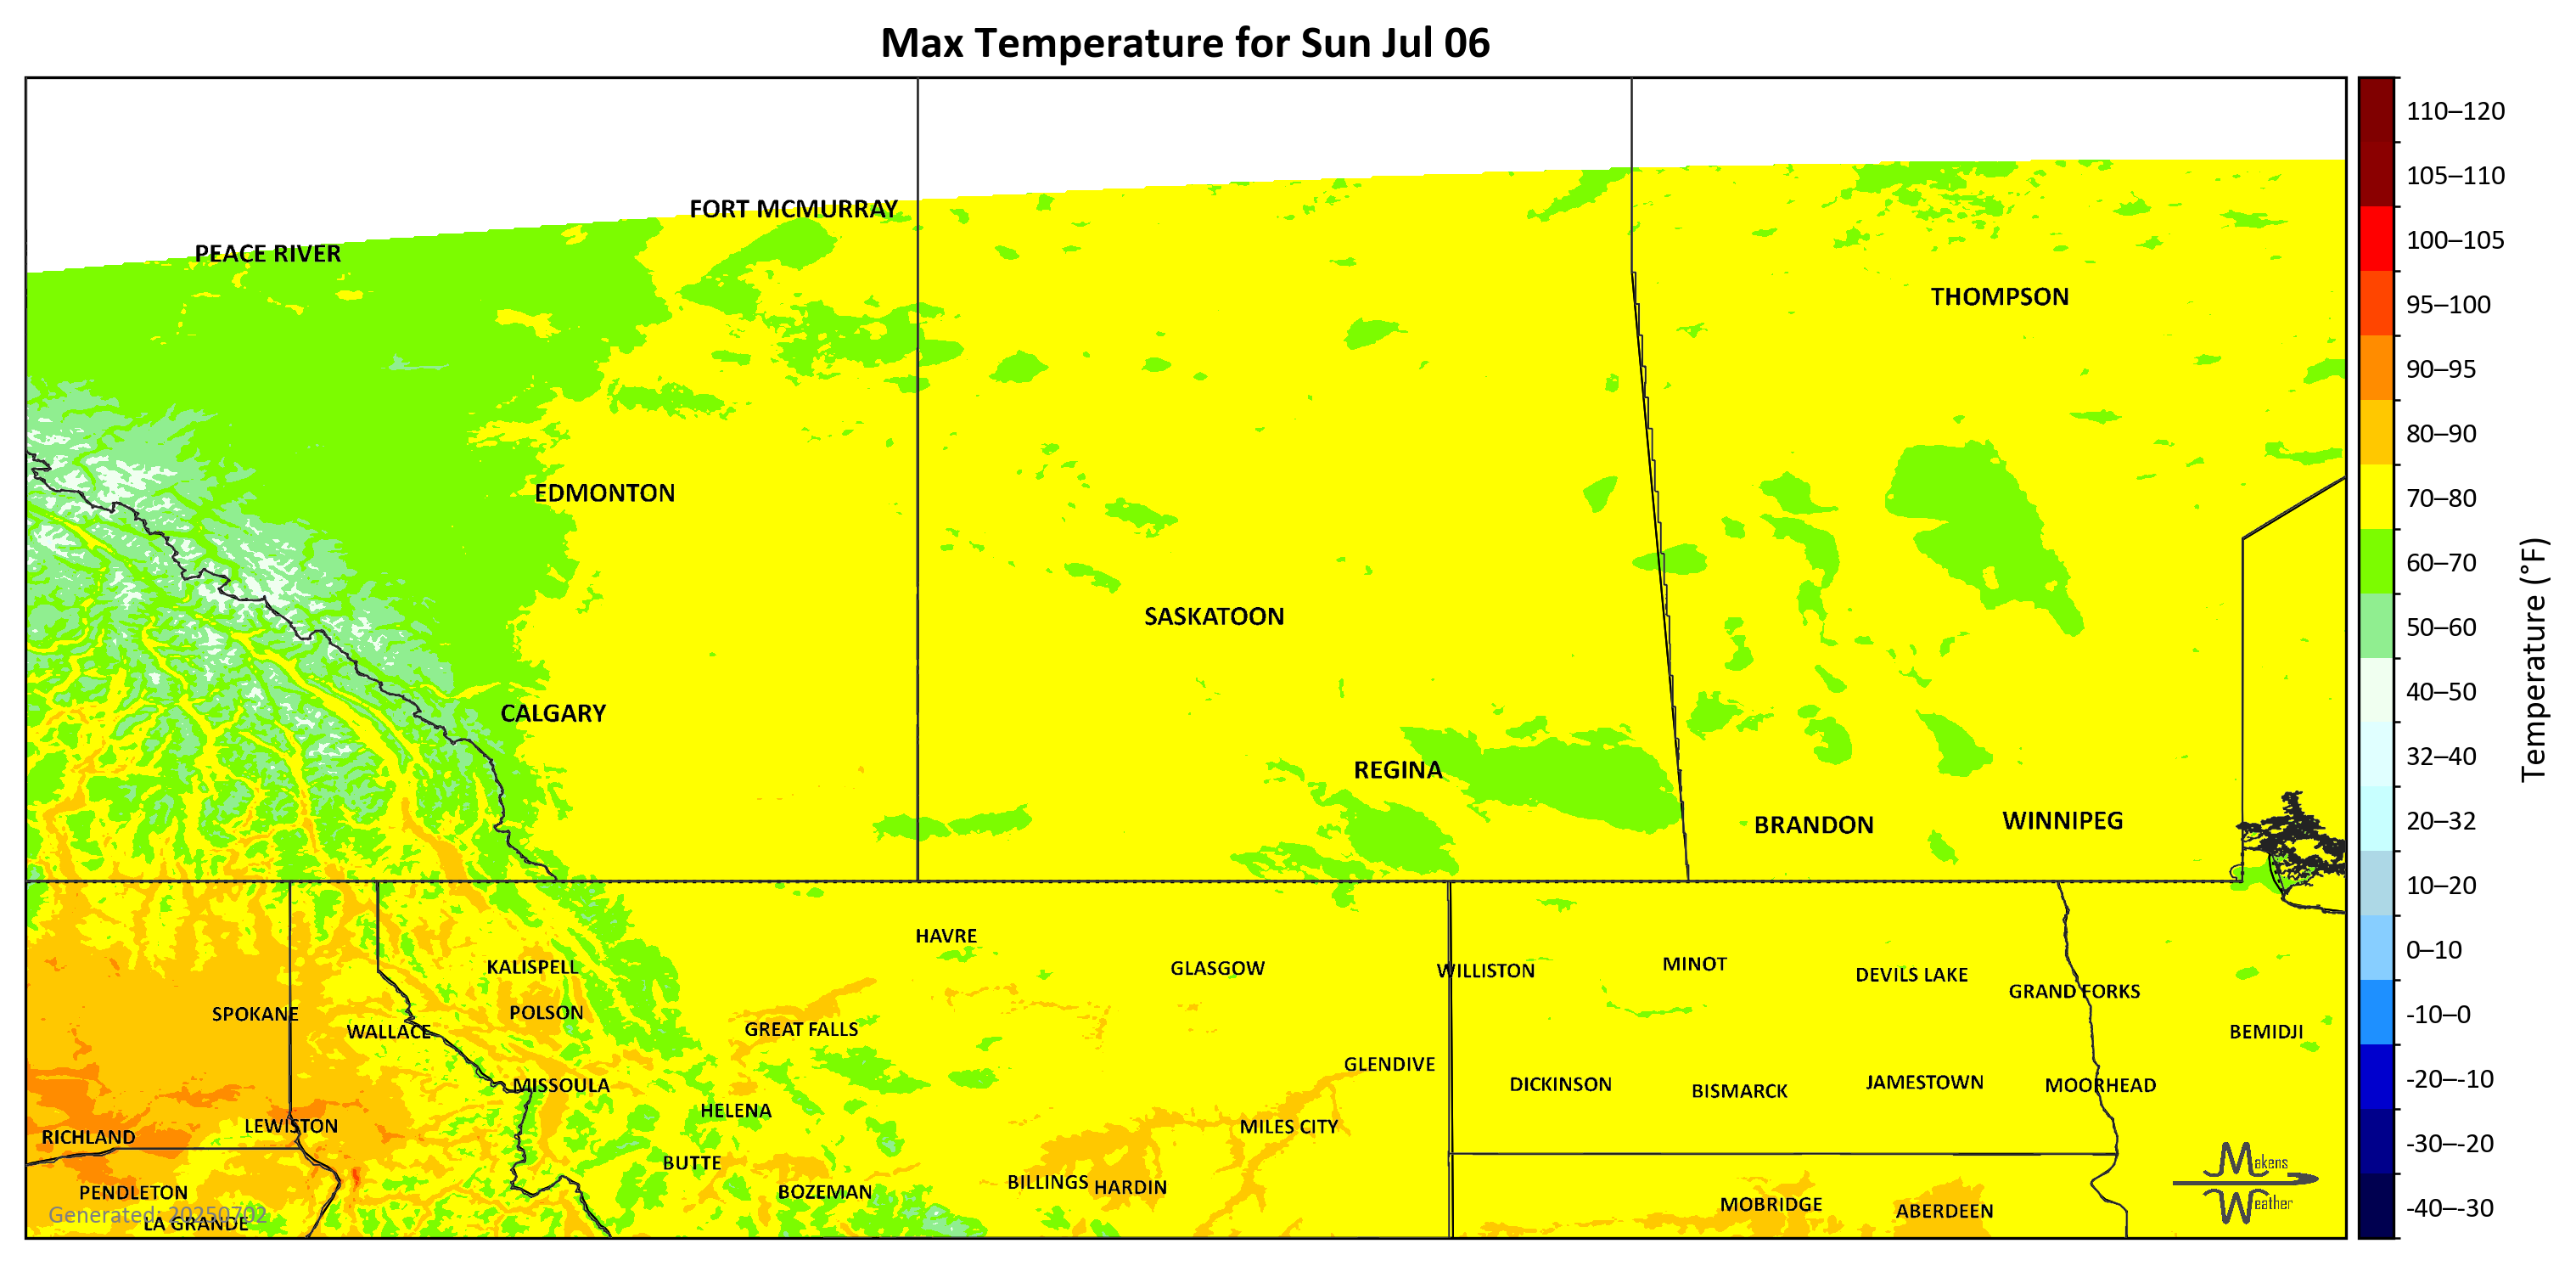 Max Temperature for Sun Jul 06
FORT MCMURRAY
PEACE RIVER
THOMPSON
EDMONTON
SASKATOON
CALGARY
REGINA
BRANDON
WINNIPEG
HAVRE
KALISPELL
GLASGOW
WILLISTON
MINOT
DEVILS LAKE
GRAND FORKS
SPOKANE
POLSON
WALLACE
GREAT FALLS
BEMIDJI
GLENDIVE
MISSOULA
DICKINSON
BISMARCK
JAMESTOWN
MOORHEAD
HELENA
LEWISTON
MILES CITY
RICHLAND
BUTTE
BILLINGS
HARDIN
PENDLETON
BOZEMAN
MOBRIDGE
ABERDEEN
Generated: 20250702
LA GRANDE
Makens
Weather
110–120
105–110
100–105
95–100
90–95
80–90
70–80
60–70
50–60
40–50
32–40
20–32
10–20
0–10
-10–0
-20–-10
-30–-20
-40–-30
Temperature (°F)